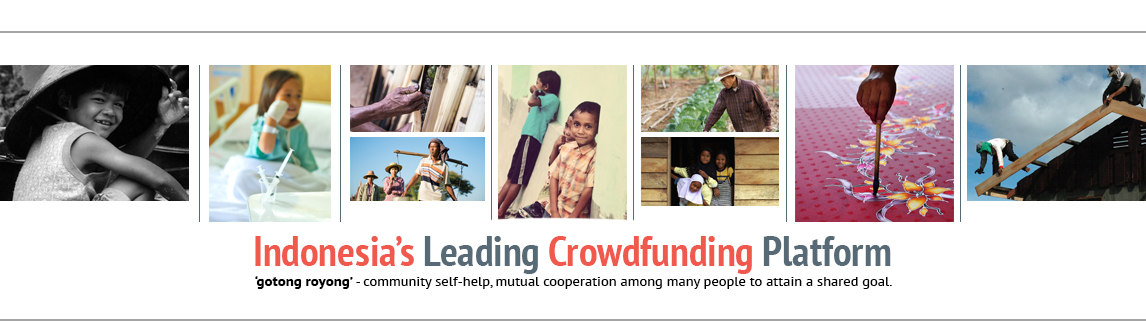 Indonesia's Leading Crowdfunding Platform
'gotong royong' - community self-help, mutual cooperation among many people to attain a shared goal.